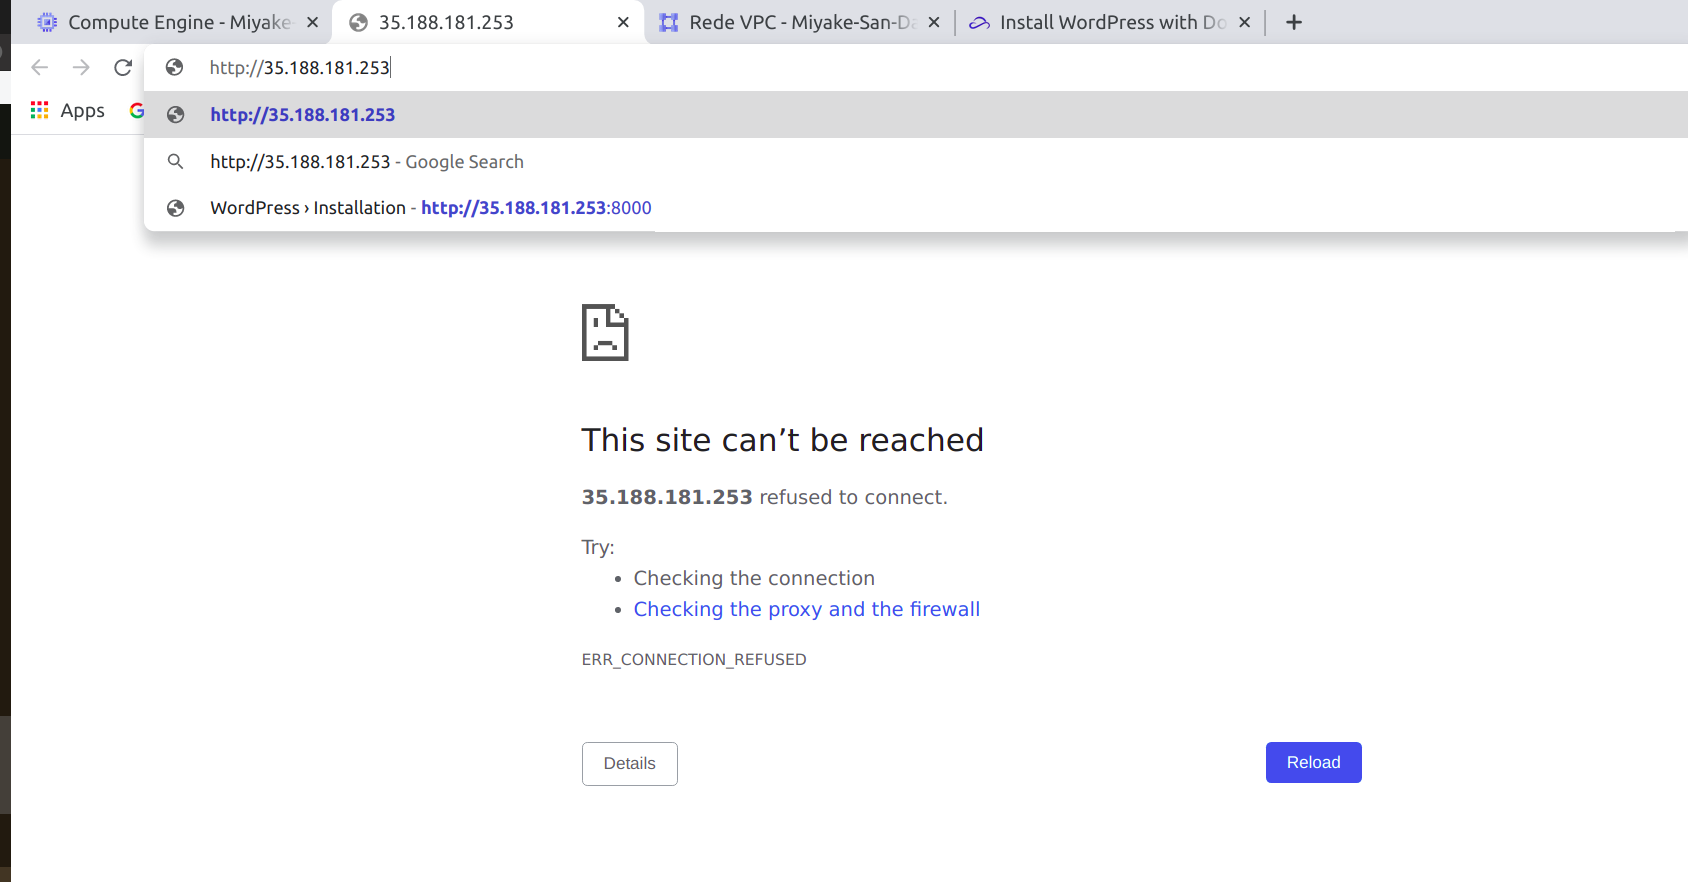 Compute Engine - Miyake-
35.188.181.253
Rede VPC - Miyake-San-Da
Install WordPress with Do
http://35.188.181.253
Apps
http://35.188.181.253
http://35.188.181.253 - Google Search
WordPress › Installation - http://35.188.181.253:8000
This site can’t be reached
35.188.181.253 refused to connect.
Try:
• Checking the connection
• Checking the proxy and the firewall
ERR_CONNECTION_REFUSED
Details
Reload